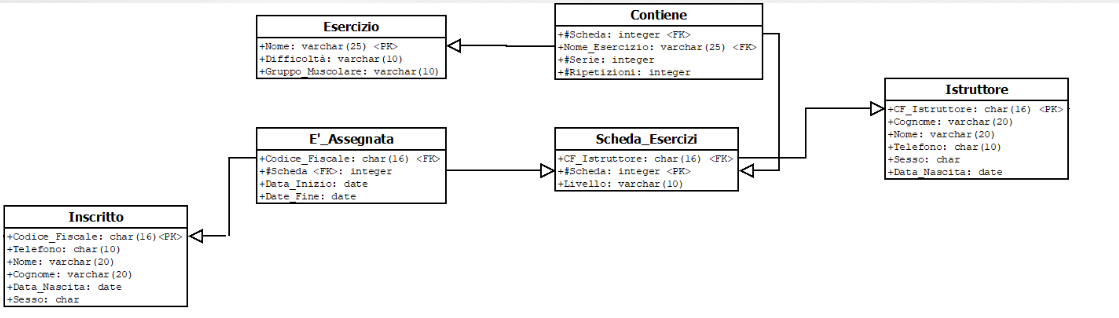 Esercizio
+Nome: varchar(25) <PK>
+Difficoltà: varchar(10)
+Gruppo_Muscolare: varchar(10)
Contiene
+#Scheda: integer <FK>
+Nome_Esercizio: varchar(25) <FK>
+#Serie: integer
+#Ripetizioni: integer
Istruttore
+CF_Istruttore: char(16) <PK>
+Cognome: varchar(20)
+Nome: varchar(20)
+Telefono: char(10)
+Sesso: char
+Data_Nascita: date
E'_Assegnata
+Codice_Fiscale: char(16) <FK>
+#Scheda <FK>: integer
+Data_Inizio: date
+Date_Fine: date
Scheda_Esercizi
+CF_Istruttore: char(16) <FK>
+#Scheda: integer <PK>
+Livello: varchar(10)
Inscritto
+Codice_Fiscale: char(16)<PK>
+Telefono: char(10)
+Nome: varchar(20)
+Cognome: varchar(20)
+Data_Nascita: date
+Sesso: char